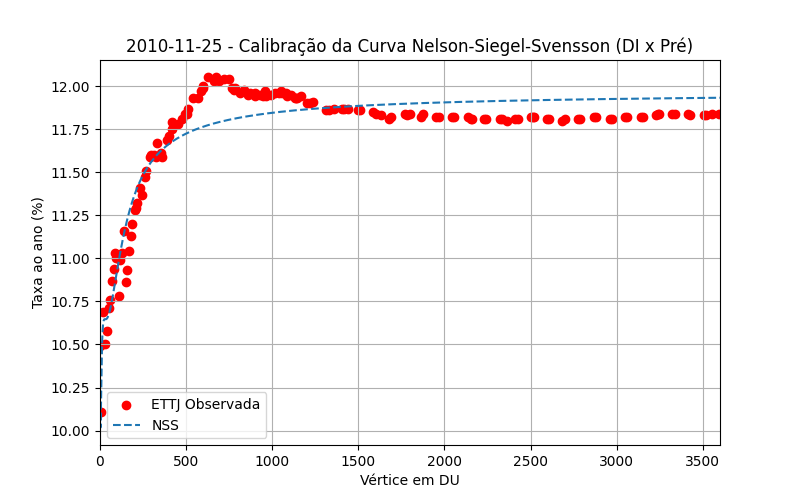 2010-11-25 - Calibração da Curva Nelson-Siegel-Svensson (DI x Pré)
Taxa ao ano (%)
12.00
11.75
11.50
11.25
11.00
10.75
10.50
10.25
10.00
ETTJ Observada
NSS
0 500 1000 1500 2000 2500 3000 3500
Vértice em DU